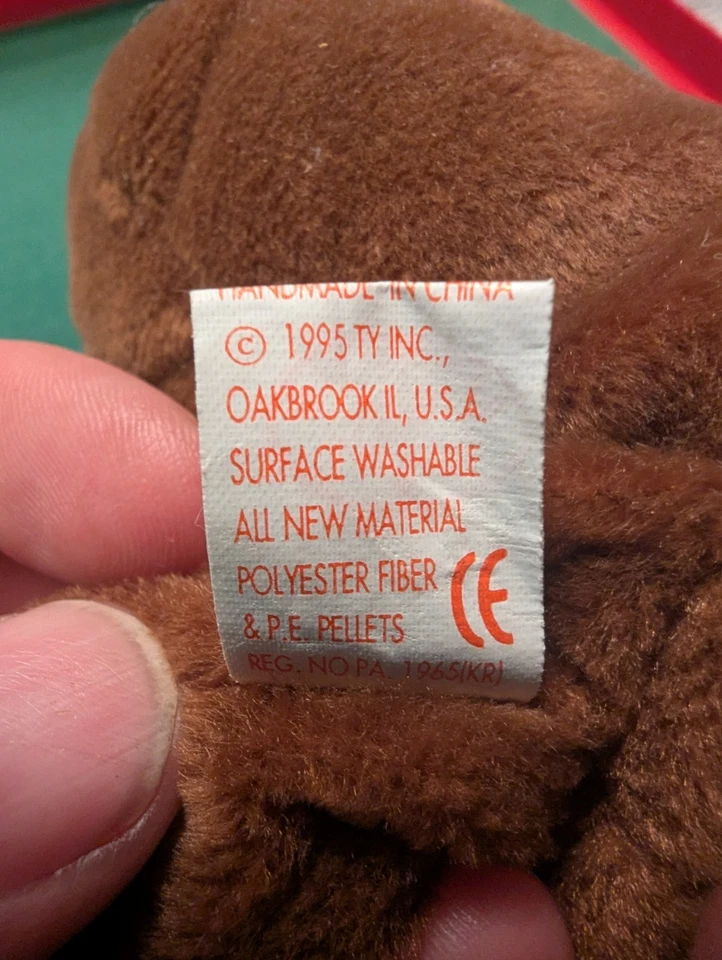 HANDMADE IN CHINA
© 1995 TY INC.,
OAKBROOK IL, U.S.A.
SURFACE WASHABLE
ALL NEW MATERIAL
POLYESTER FIBER
& P.E. PELLETS
CE
REG. NO PA. 1965(KR)